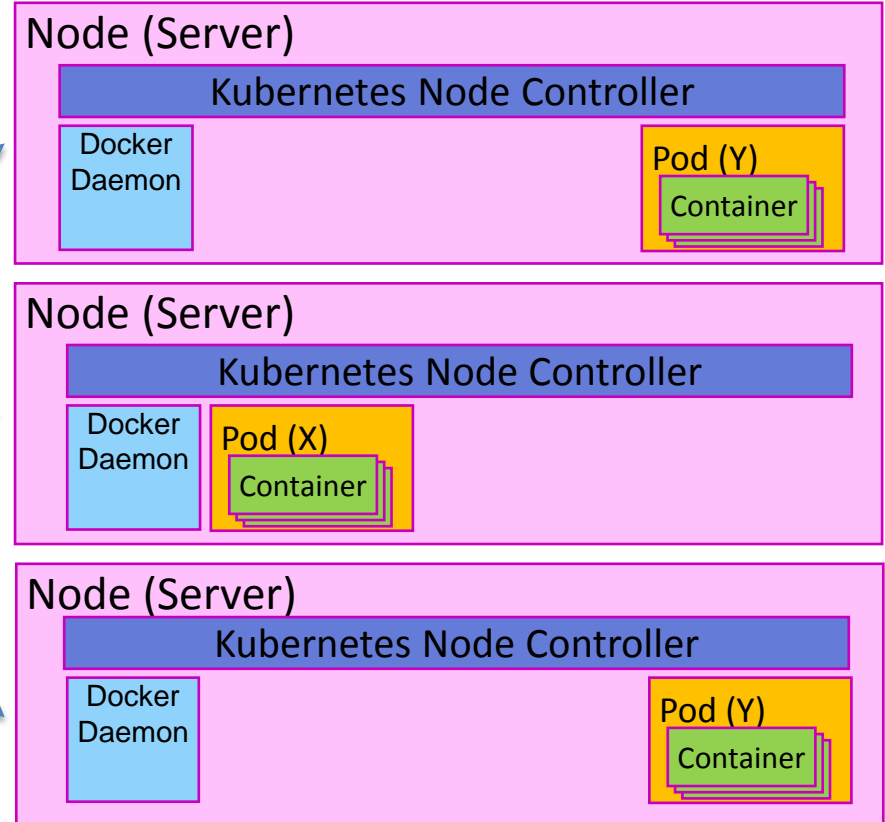 Node (Server)
Kubernetes Node Controller
Docker
Daemon
Pod (Y)
Container
Node (Server)
Kubernetes Node Controller
Docker
Daemon
Pod (X)
Container
Node (Server)
Kubernetes Node Controller
Docker
Daemon
Pod (Y)
Container